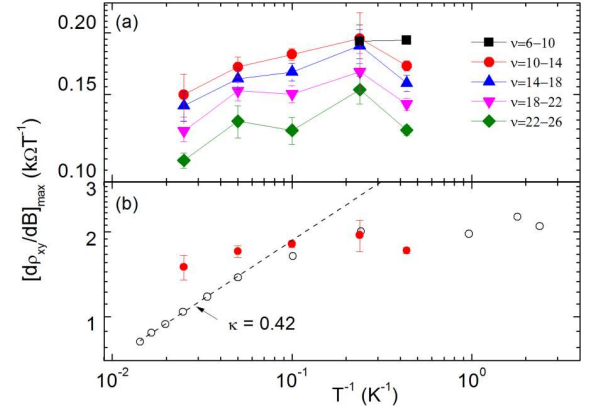 (a)
0.20
0.15
0.10
ν=6−10
ν=10−14
ν=14−18
ν=18−22
ν=22−26
[dρxy/dB]max (kΩT⁻¹)
(b)
3
2
1
κ = 0.42
10⁻² 10⁻¹ 10⁰ 10¹
T⁻¹ (K⁻¹)